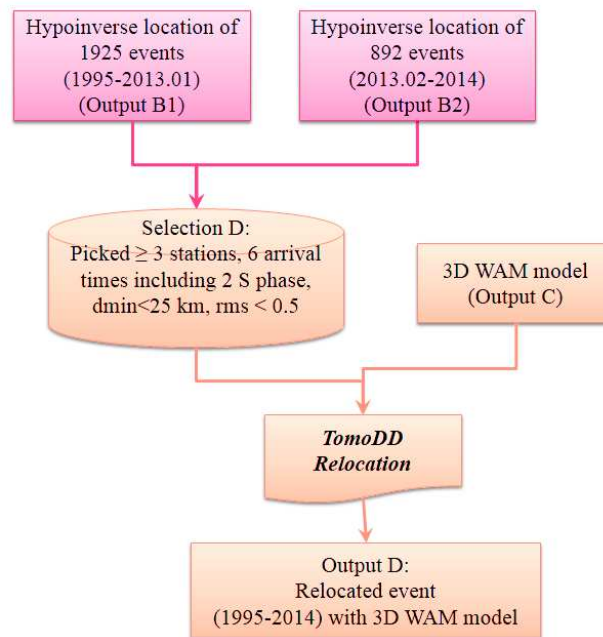 Hypoinverse location of
1925 events
(1995-2013.01)
(Output B1)
Hypoinverse location of
892 events
(2013.02-2014)
(Output B2)
Selection D:
Picked ≥ 3 stations, 6 arrival
times including 2 S phase,
dmin<25 km, rms < 0.5
3D WAM model
(Output C)
TomoDD
Relocation
Output D:
Relocated event
(1995-2014) with 3D WAM model